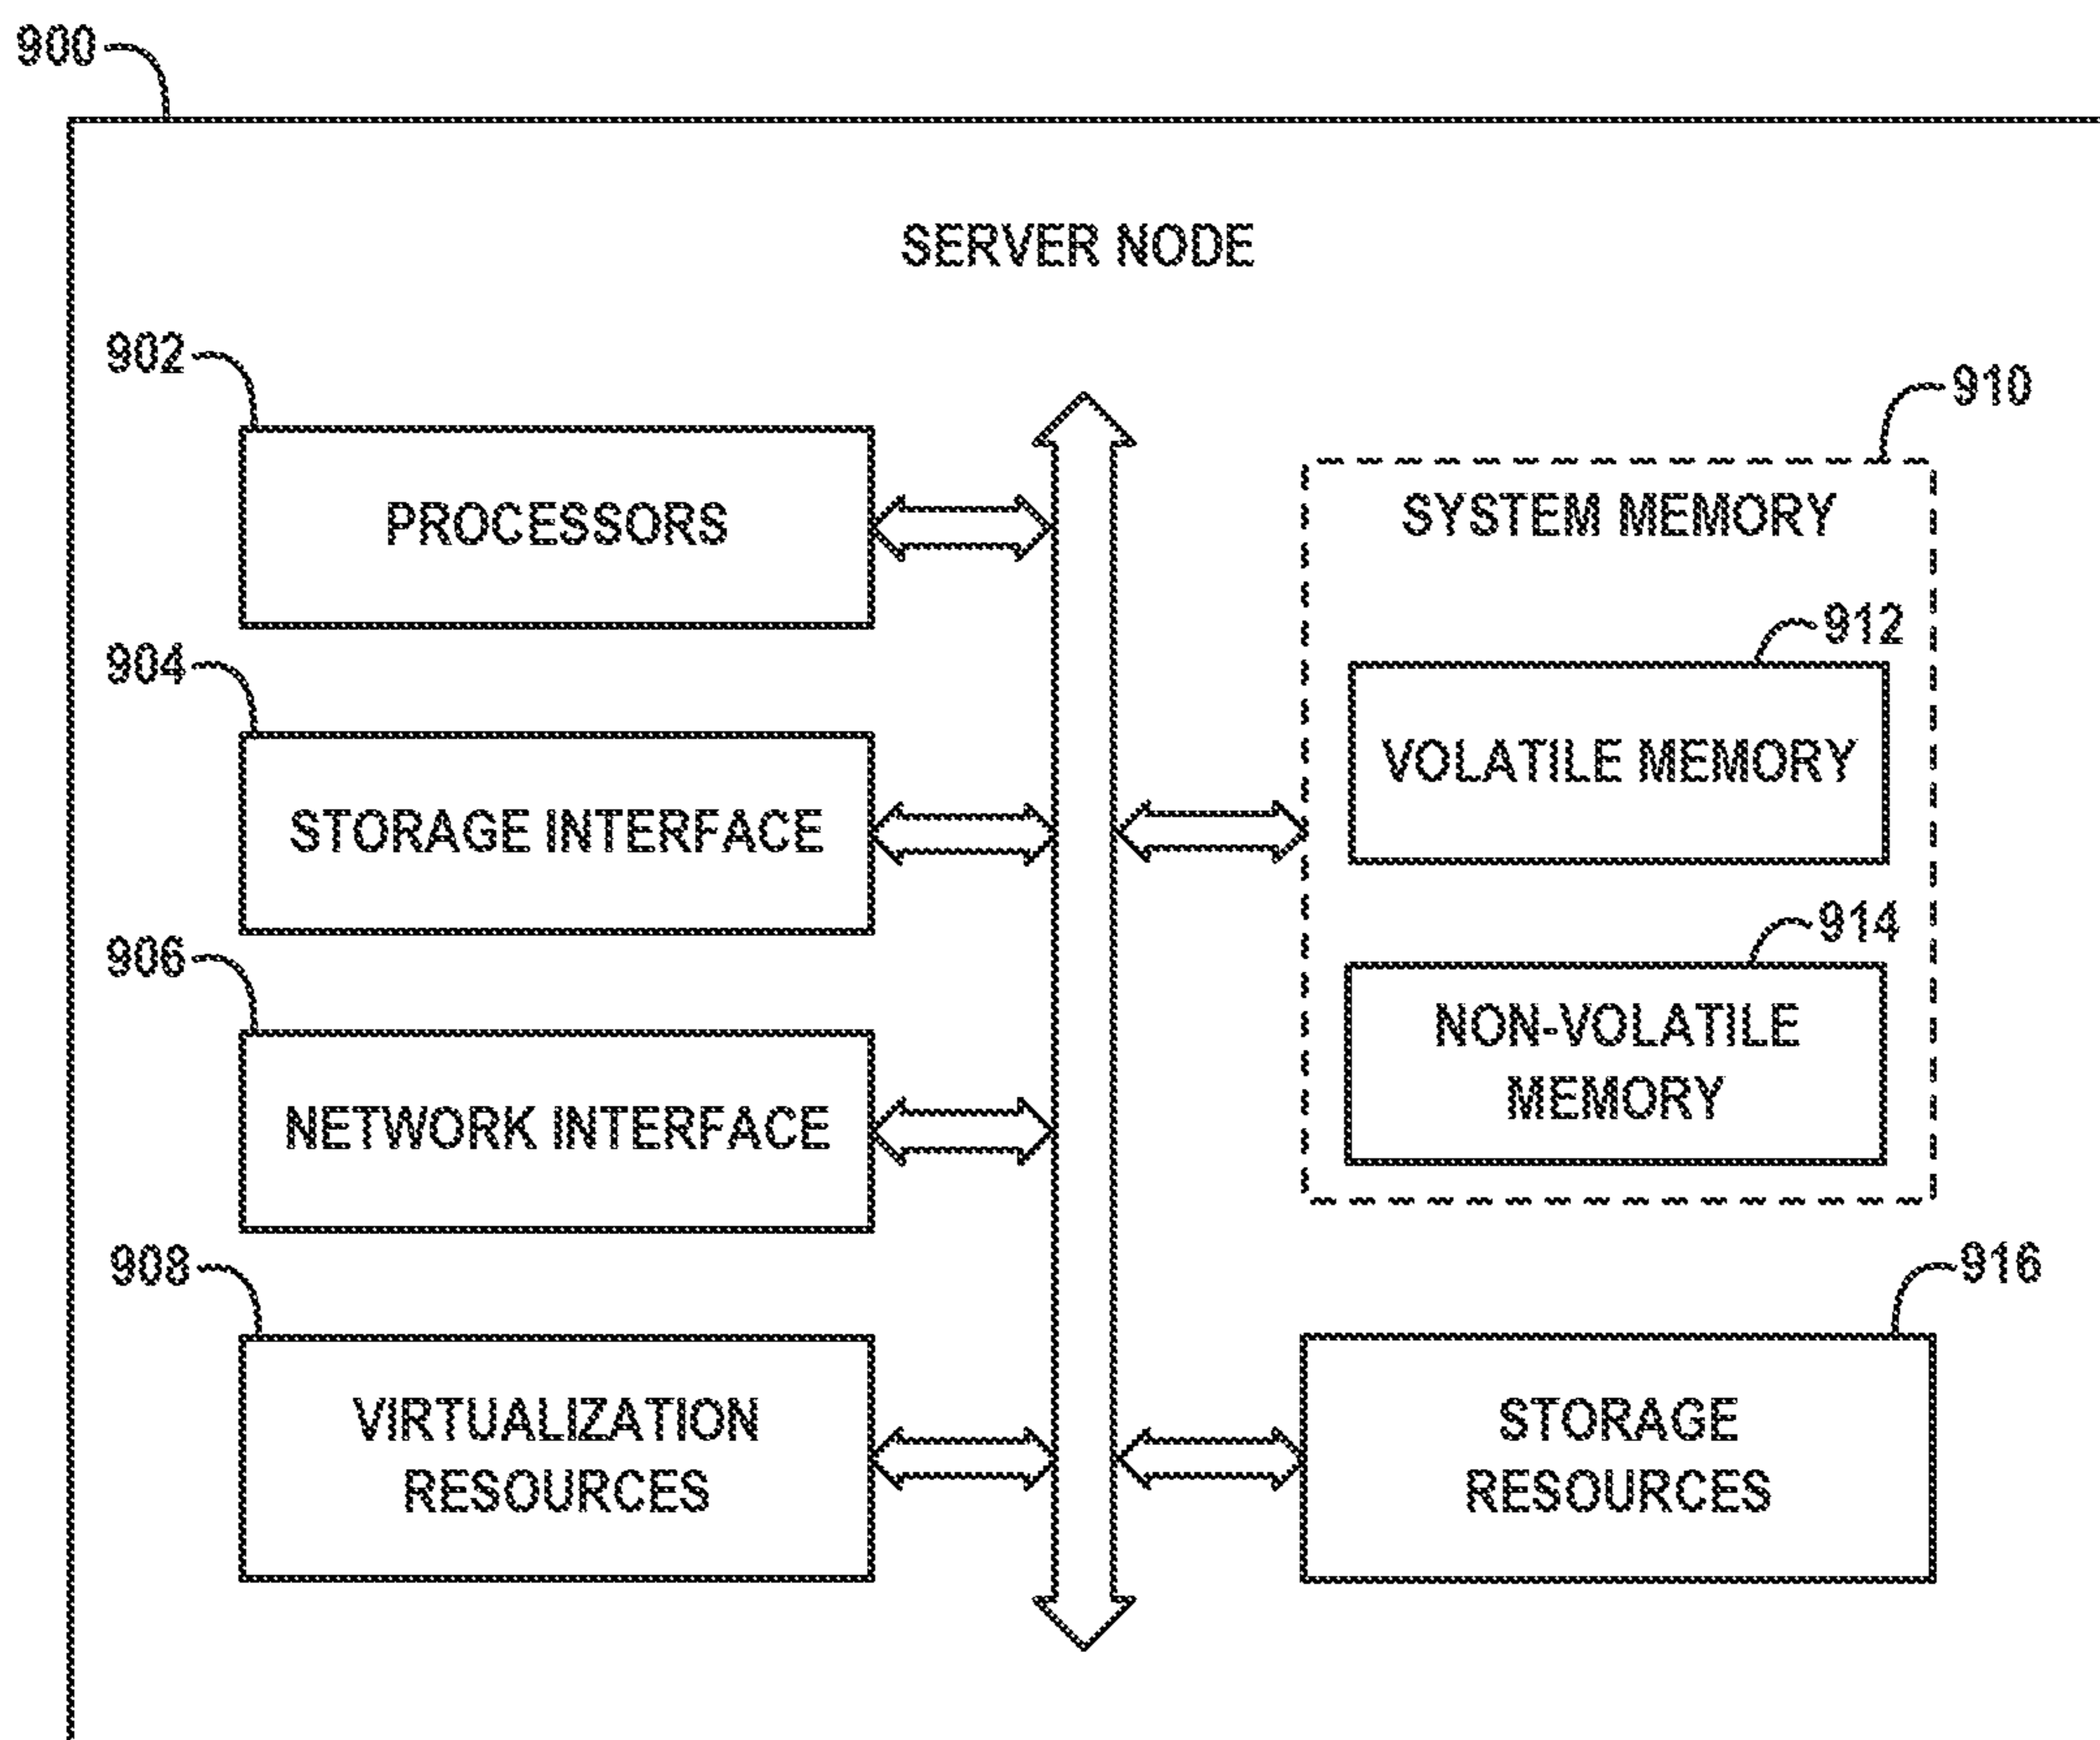 900
SERVER NODE
902
PROCESSORS
904
STORAGE INTERFACE
906
NETWORK INTERFACE
908
VIRTUALIZATION
RESOURCES
910
SYSTEM MEMORY
912
VOLATILE MEMORY
914
NON-VOLATILE
MEMORY
916
STORAGE
RESOURCES